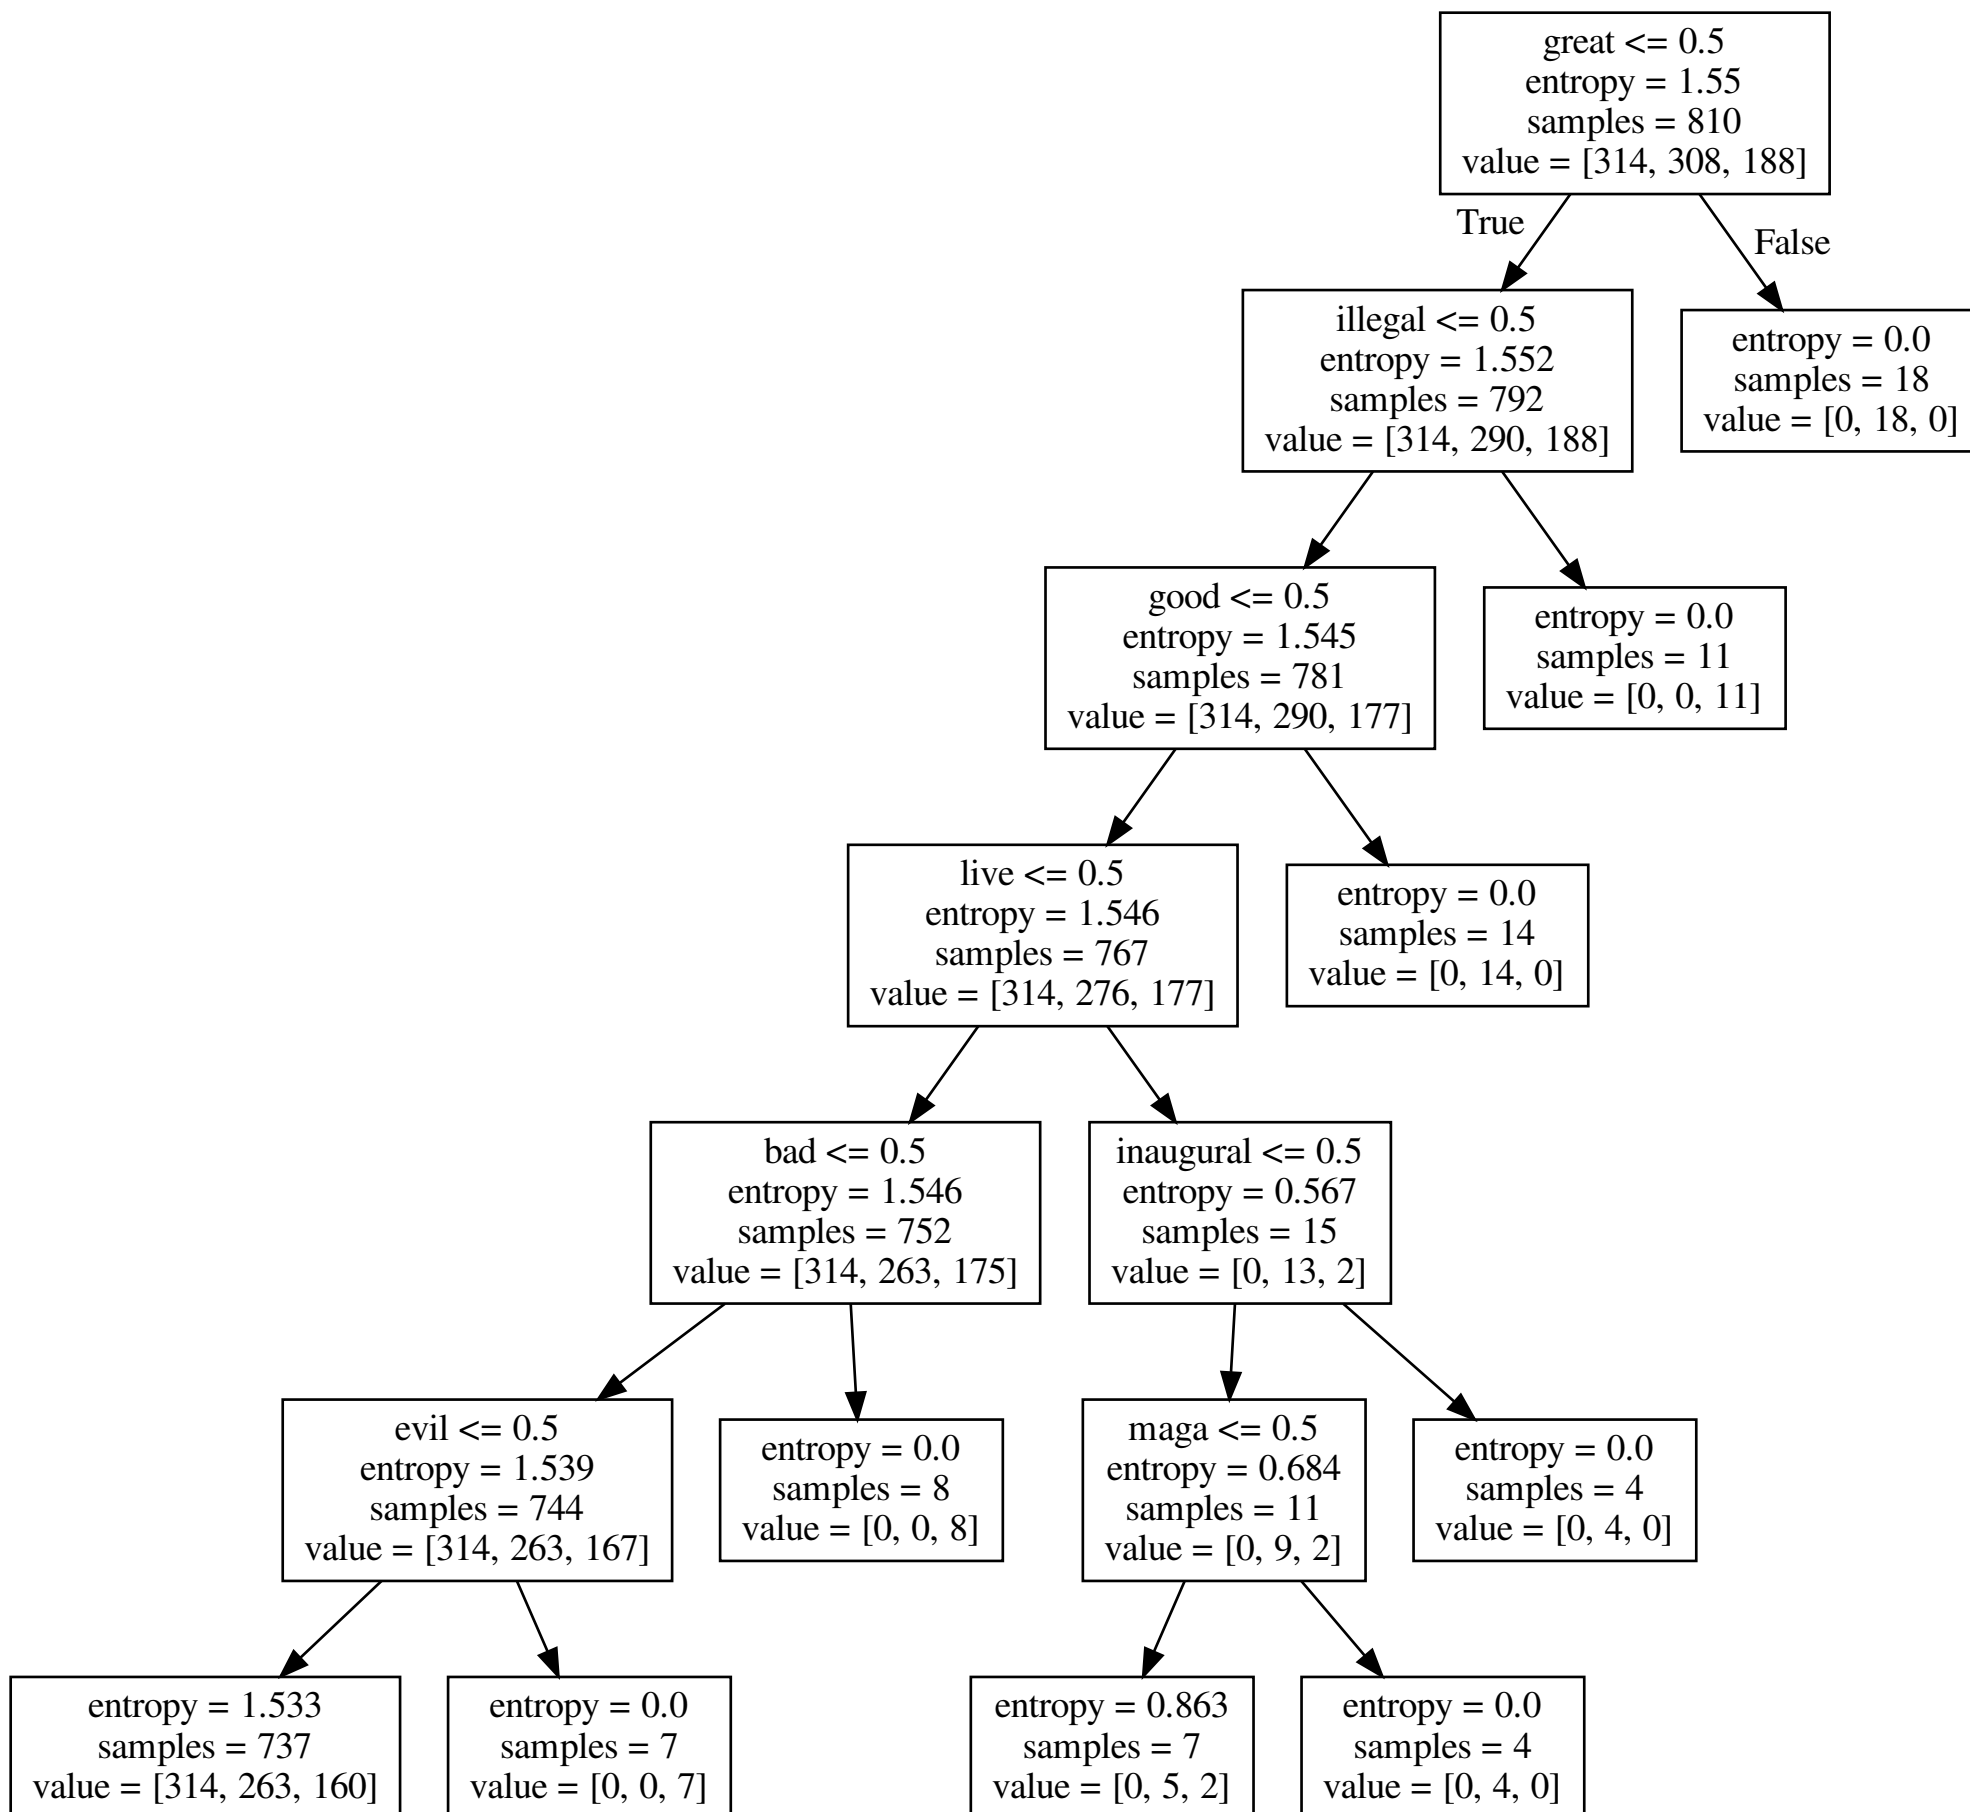 great <= 0.5
entropy = 1.55
samples = 810
value = [314, 308, 188]
True
False
illegal <= 0.5
entropy = 1.552
samples = 792
value = [314, 290, 188]
entropy = 0.0
samples = 18
value = [0, 18, 0]
good <= 0.5
entropy = 1.545
samples = 781
value = [314, 290, 177]
entropy = 0.0
samples = 11
value = [0, 0, 11]
live <= 0.5
entropy = 1.546
samples = 767
value = [314, 276, 177]
entropy = 0.0
samples = 14
value = [0, 14, 0]
bad <= 0.5
entropy = 1.546
samples = 752
value = [314, 263, 175]
inaugural <= 0.5
entropy = 0.567
samples = 15
value = [0, 13, 2]
evil <= 0.5
entropy = 1.539
samples = 744
value = [314, 263, 167]
entropy = 0.0
samples = 8
value = [0, 0, 8]
maga <= 0.5
entropy = 0.684
samples = 11
value = [0, 9, 2]
entropy = 0.0
samples = 4
value = [0, 4, 0]
entropy = 1.533
samples = 737
value = [314, 263, 160]
entropy = 0.0
samples = 7
value = [0, 0, 7]
entropy = 0.863
samples = 7
value = [0, 5, 2]
entropy = 0.0
samples = 4
value = [0, 4, 0]